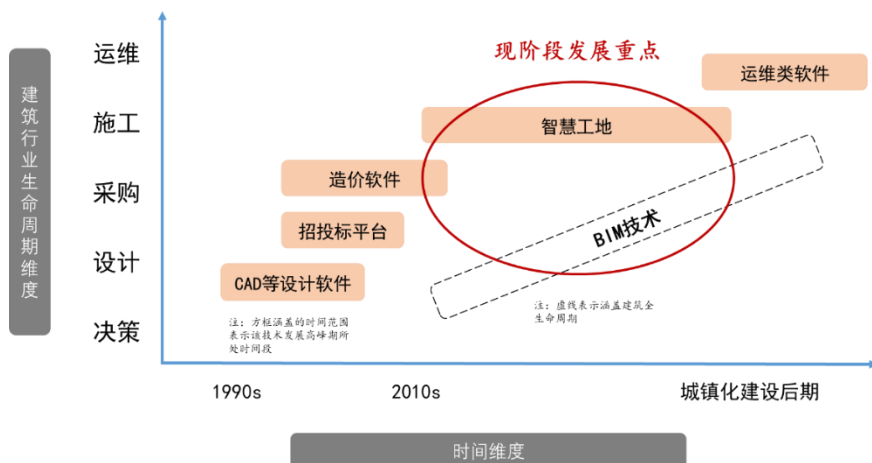 建筑行业生命周期维度
运维
施工
采购
设计
决策
现阶段发展重点
运维类软件
智慧工地
造价软件
招投标平台
CAD等设计软件
BIM技术
注：方框涵盖的时间范围
表示该技术发展高峰期所
处时间段
注：虚线表示涵盖建筑全
生命周期
1990s
2010s
城镇化建设后期
时间维度